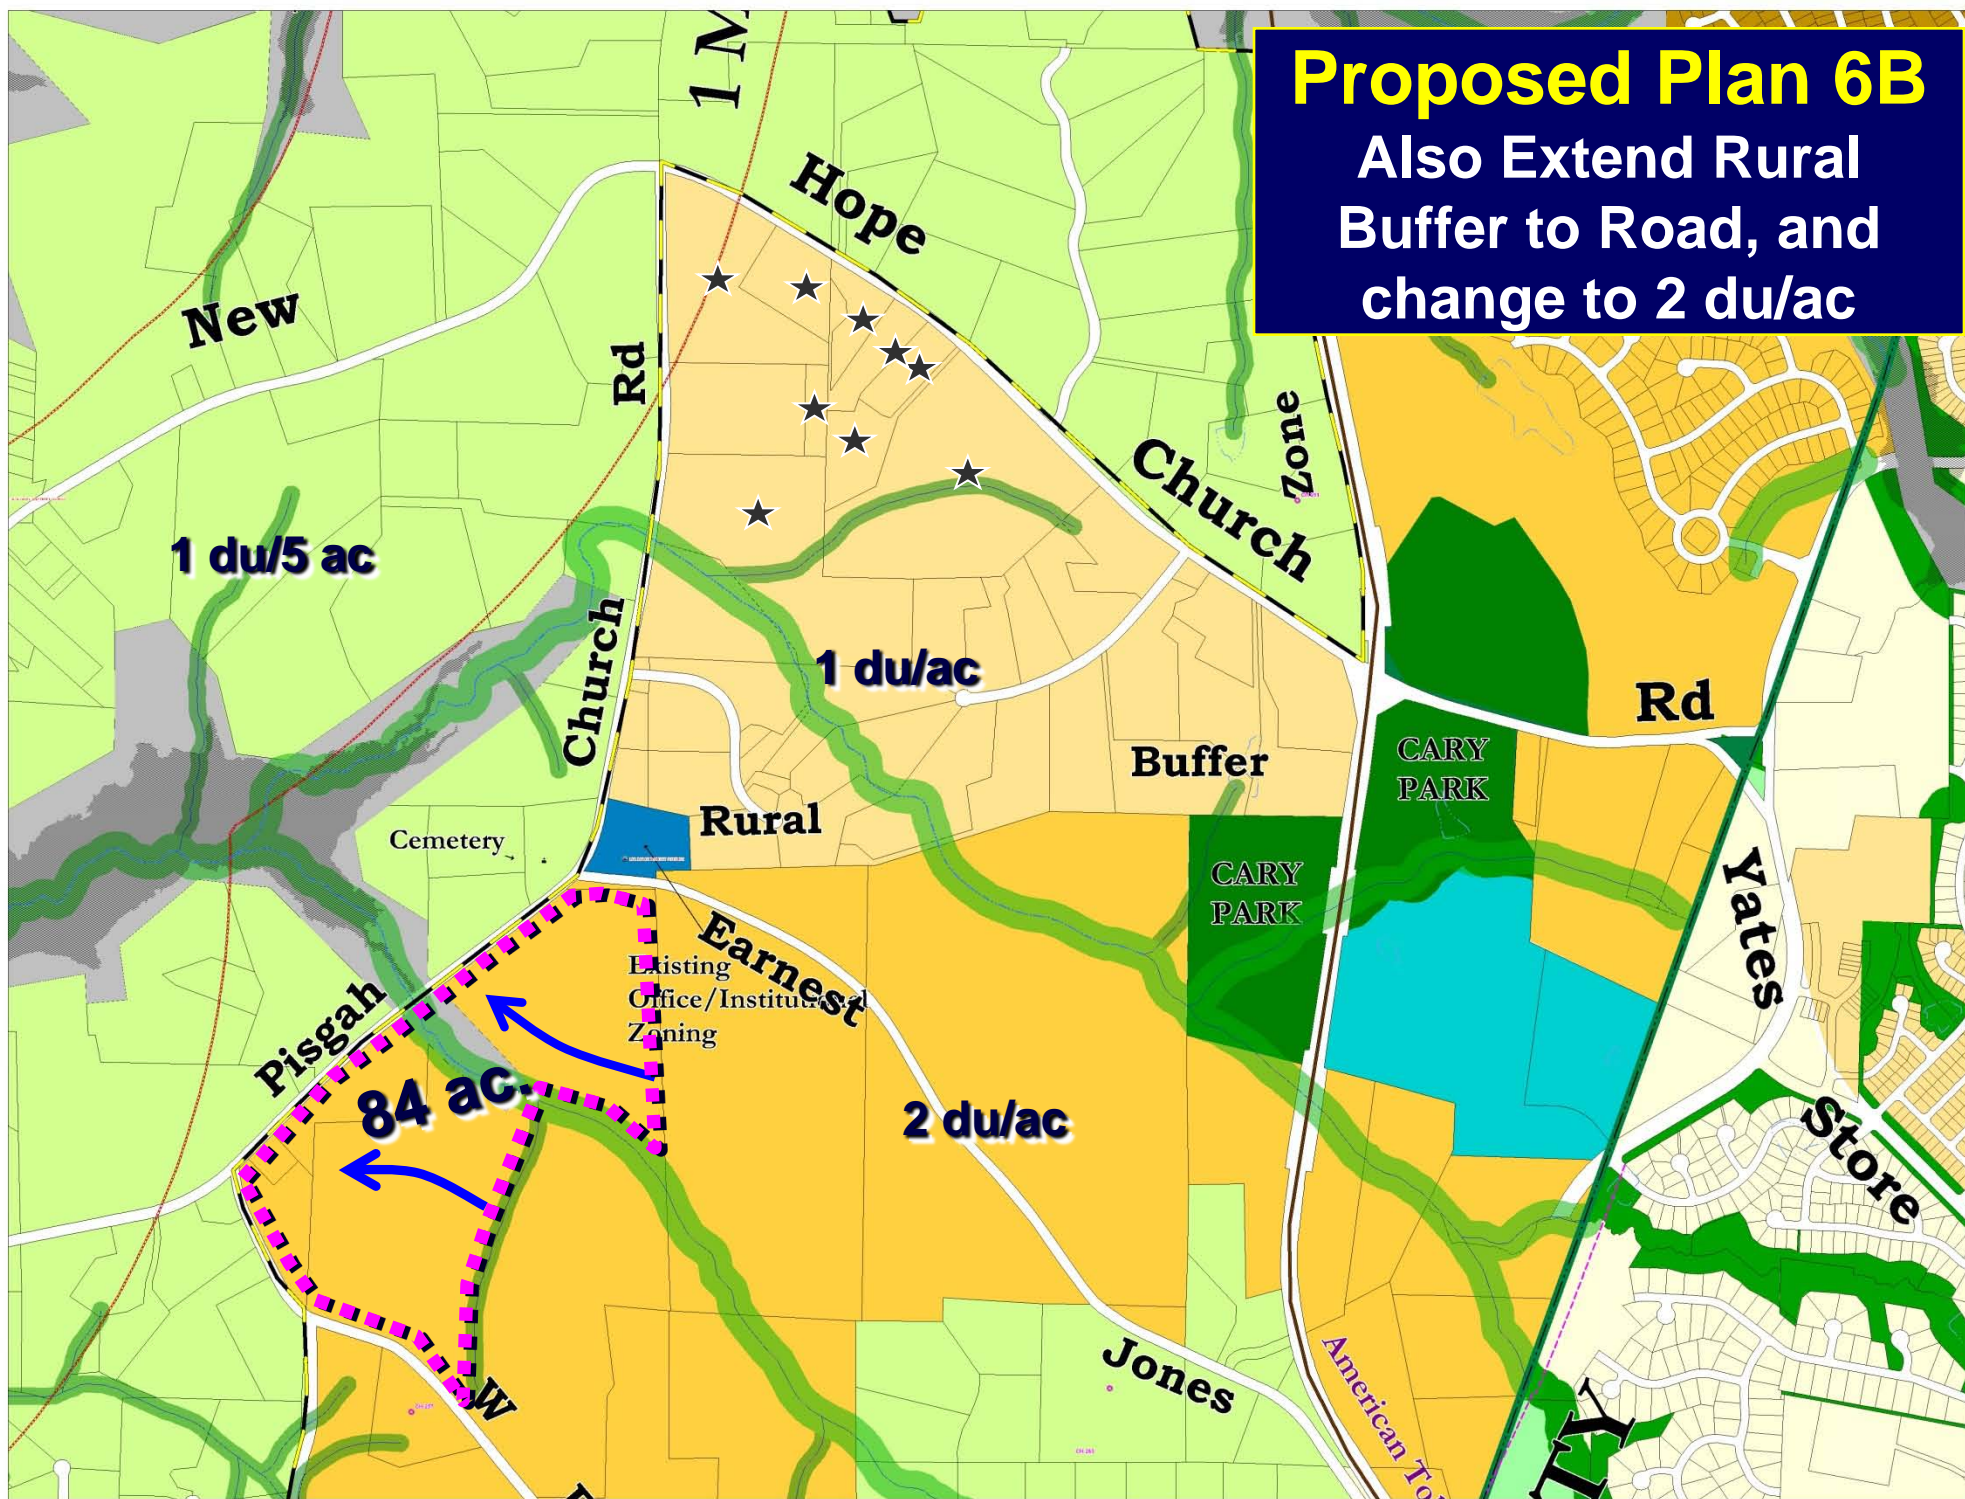 Proposed Plan 6B
Also Extend Rural
Buffer to Road, and
change to 2 du/ac
1 M
Hope
New
Rd
Zone
Church
1 du/5 ac
Church
1 du/ac
Rd
Buffer
CARY
PARK
Rural
Cemetery
CARY
PARK
Yates
Earnest
Existing
Office/Institutional
Zoning
Pisgah
84 ac.
2 du/ac
Store
Jones
W
American To
TY